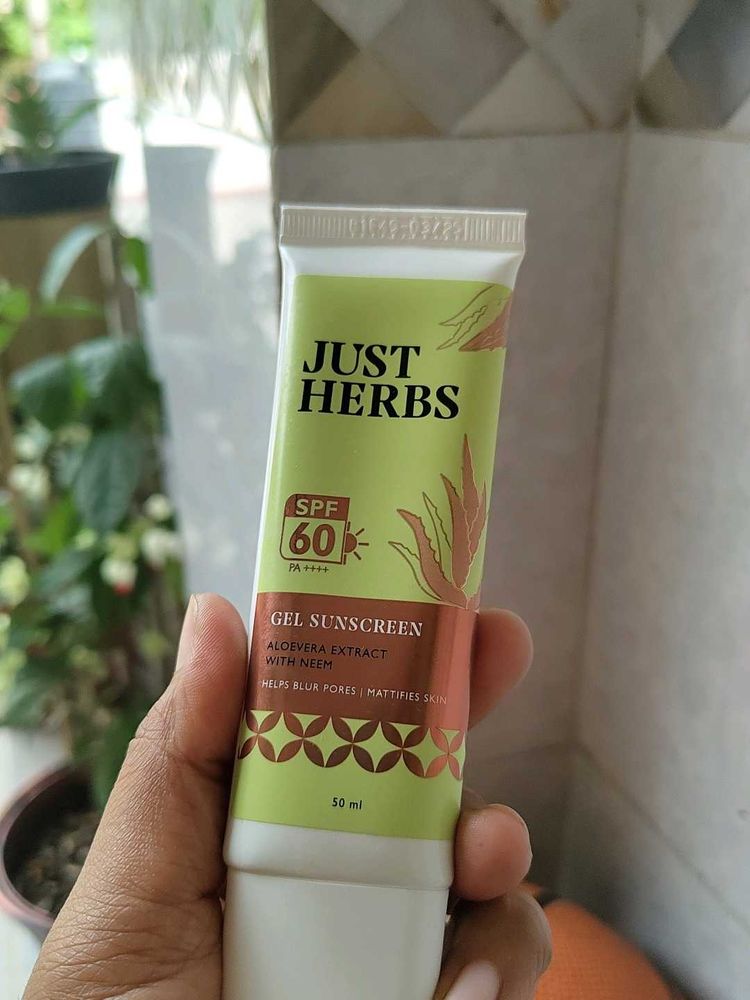 JUST
HERBS
SPF
60
PA ++++
GEL SUNSCREEN
ALOEVERA EXTRACT
WITH NEEM
HELPS BLUR PORES | MATTIFIES SKIN
50 ml